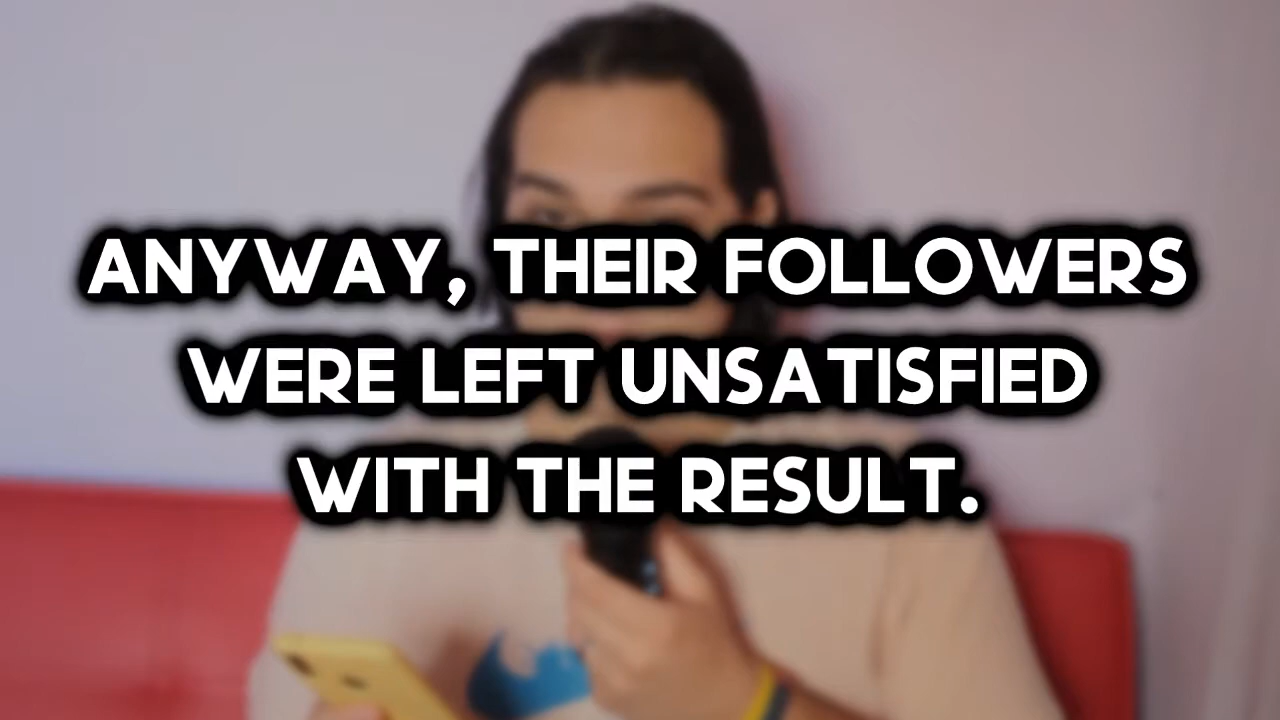 ANYWAY, THEIR FOLLOWERS
WERE LEFT UNSATISFIED
WITH THE RESULT.